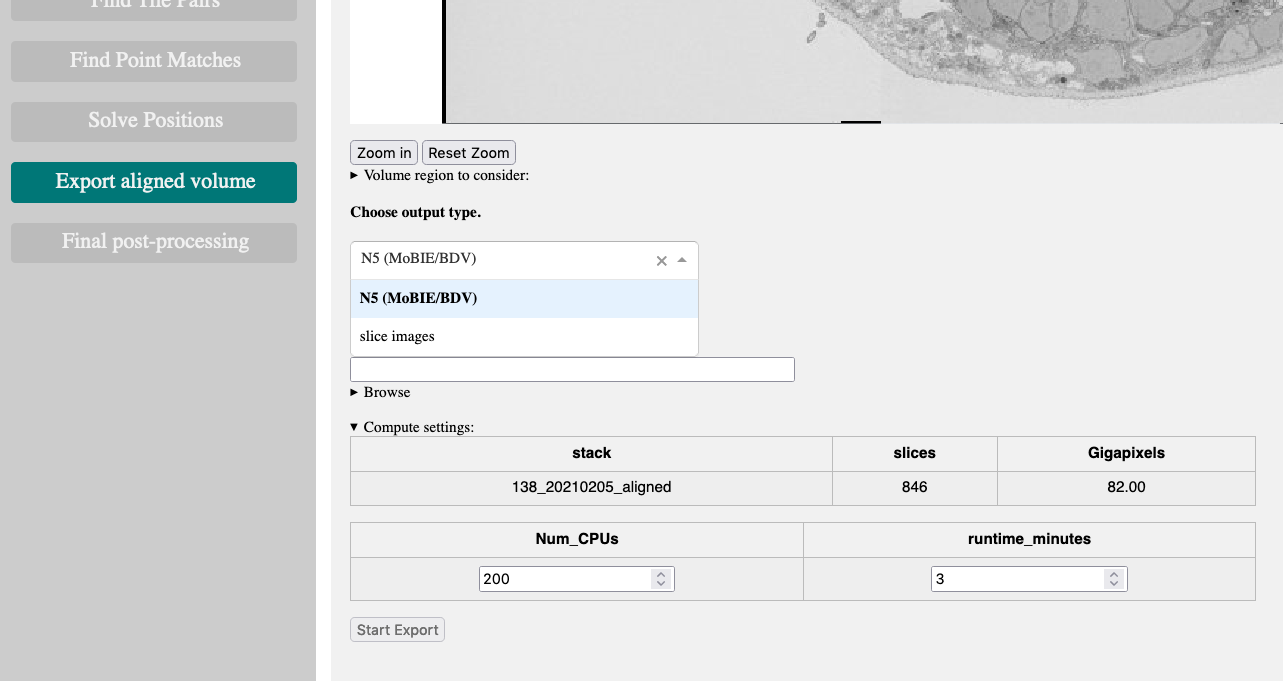 Find The Pairs
Find Point Matches
Solve Positions
Export aligned volume
Final post-processing
Zoom in Reset Zoom
Volume region to consider:
Choose output type.
N5 (MoBIE/BDV)
N5 (MoBIE/BDV)
slice images
Browse
Compute settings:
stack slices Gigapixels
138_20210205_aligned 846 82.00
Num_CPUs runtime_minutes
200 3
Start Export